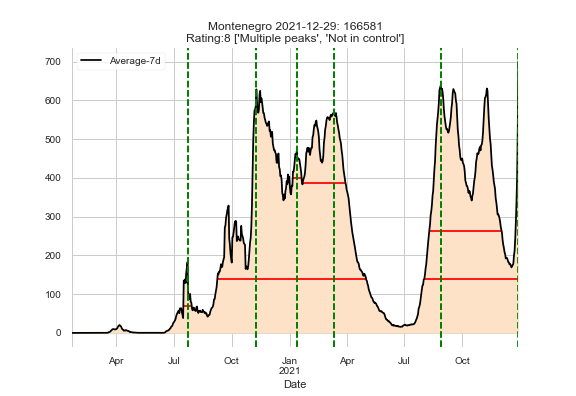 Montenegro 2021-12-29: 166581
Rating:8 ['Multiple peaks', 'Not in control']
Average-7d
700
600
500
400
300
200
100
0
Apr Jul Oct Jan Apr Jul Oct
2021
Date